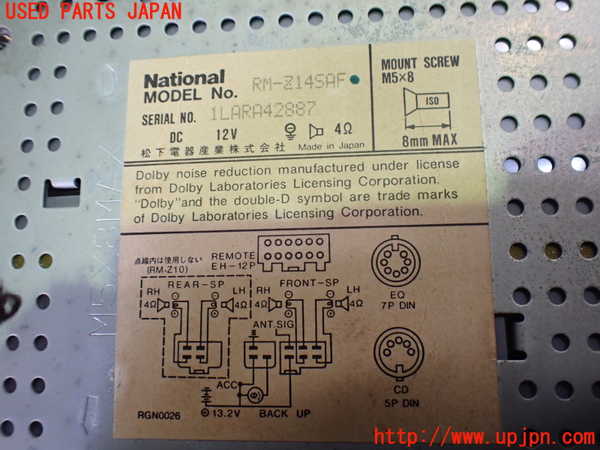 USED PARTS JAPAN
National
MODEL No. RM-Z145AF
SERIAL NO. 1LARA42887
DC 12V 4Ω
松下電器産業株式会社 Made in Japan
MOUNT SCREW
M5×8
ISO
8mm MAX
Dolby noise reduction manufactured under license
from Dolby Laboratories Licensing Corporation.
"Dolby"and the double-D symbol are trade marks
of Dolby Laboratories Licensing Corporation.
点線内は使用しない
(RM-Z10)
REMOTE
EH-12P
REAR-SP
RH
4Ω
LH
4Ω
FRONT-SP
RH
4Ω
LH
4Ω
ANT.SIG
ACC
13.2V
BACK UP
EQ
7P DIN
CD
5P DIN
RGN0026
http://www.upjpn.com/